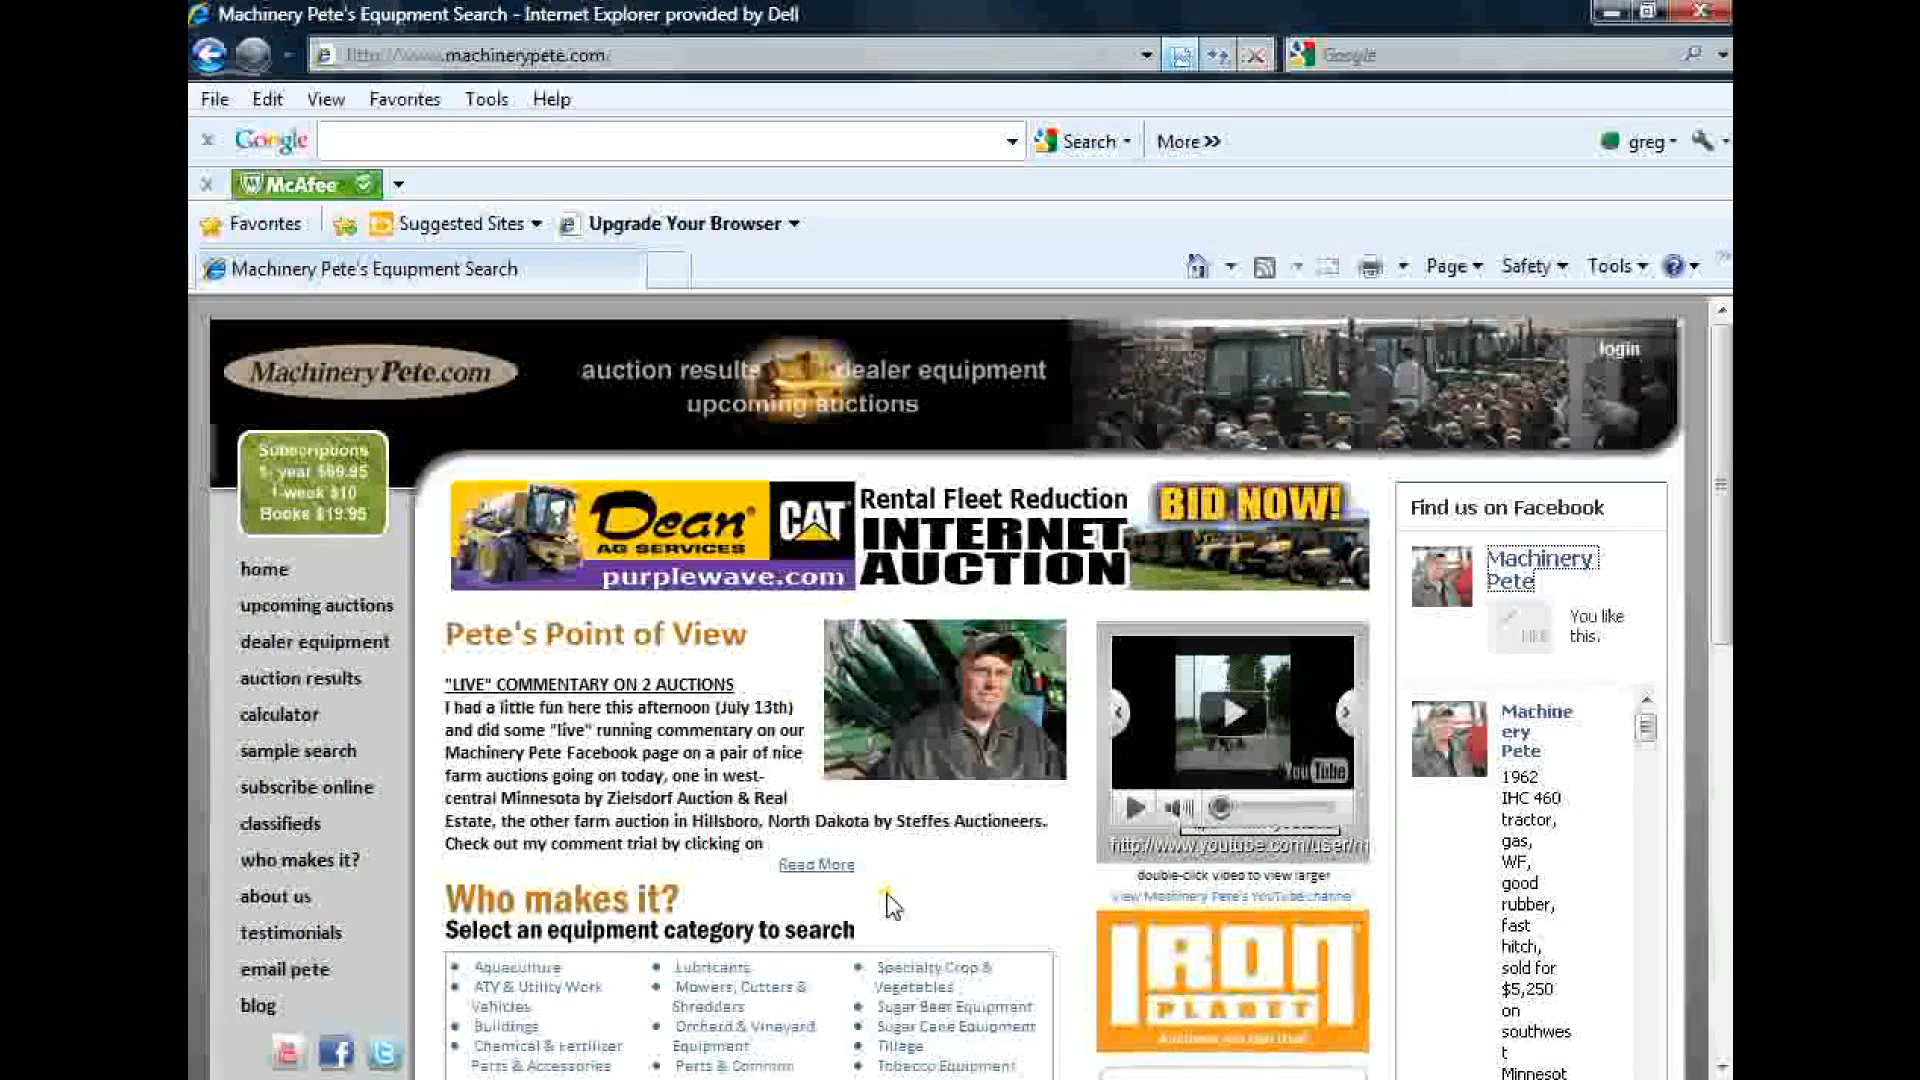 Machinery Pete's Equipment Search - Internet Explorer provided by Dell
http://www.machinerypete.com
Google
File Edit View Favorites Tools Help
Google Search More >> greg
McAfee
Favorites Suggested Sites Upgrade Your Browser
Machinery Pete's Equipment Search
Page Safety Tools
MachineryPete.com
auction results dealer equipment
upcoming auctions
login
Subscriptions
1- year $69.95
1-week $10
Books $19.95
home
upcoming auctions
dealer equipment
auction results
calculator
sample search
subscribe online
classifieds
who makes it?
about us
testimonials
email pete
blog
Dean
AG SERVICES
CAT
purplewave.com
Rental Fleet Reduction
INTERNET
AUCTION
BID NOW!
Pete's Point of View
"LIVE" COMMENTARY ON 2 AUCTIONS
I had a little fun here this afternoon (July 13th)
and did some "live" running commentary on our
Machinery Pete Facebook page on a pair of nice
farm auctions going on today, one in west-
central Minnesota by Zielsdorf Auction & Real
Estate, the other farm auction in Hillsboro, North Dakota by Steffes Auctioneers.
Check out my comment trial by clicking on
Read More
Who makes it?
Select an equipment category to search
Aquaculture
ATV & Utility Work
Vehicles
Buildings
Chemical & Fertilizer
Parts & Accessories
Lubricants
Mowers, Cutters &
Shredders
Orchard & Vineyard
Equipment
Parts & Common
Specialty Crop &
Vegetables
Sugar Beet Equipment
Sugar Cane Equipment
Tillage
Tobacco Equipment
YouTube
http://www.youtube.com/user/m
double-click video to view larger
view Machinery Pete's YouTube channel
IRON
PLANET
Find us on Facebook
Machinery
Pete
Like
You like
this.
Machine
ery
Pete
1962
IHC 460
tractor,
gas,
WF,
good
rubber,
fast
hitch,
sold for
$5,250
on
southwes
t
Minnesot